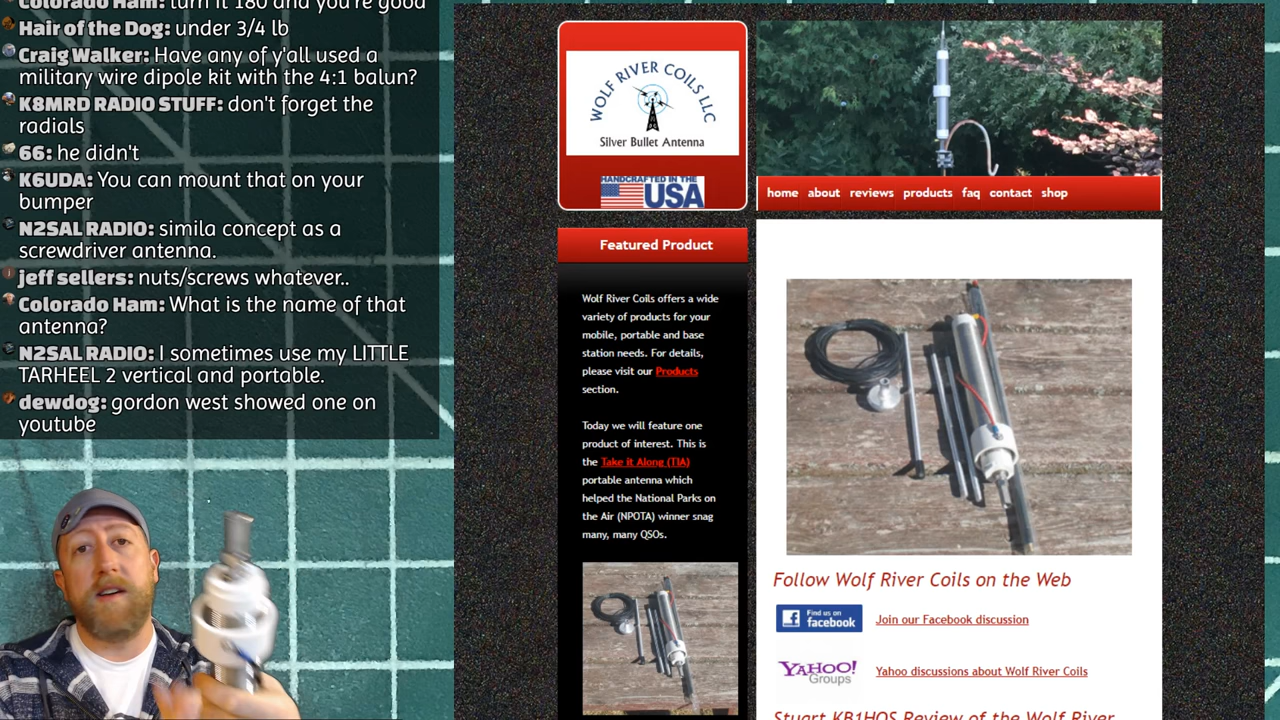 Colorado Ham: turn it 180 and you're good
Hair of the Dog: under 3/4 lb
Craig Walker: Have any of y'all used a
military wire dipole kit with the 4:1 balun?
K8MRD RADIO STUFF: don't forget the
radials
66: he didn't
K6UDA: You can mount that on your
bumper
N2SAL RADIO: simila concept as a
screwdriver antenna.
jeff sellers: nuts/screws whatever..
Colorado Ham: What is the name of that
antenna?
N2SAL RADIO: I sometimes use my LITTLE
TARHEEL 2 vertical and portable.
dewdog: gordon west showed one on
youtube
WOLF RIVER COILS LLC
Silver Bullet Antenna
HANDCRAFTED IN THE
USA
home about reviews products faq contact shop
Featured Product
Wolf River Coils offers a wide
variety of products for your
mobile, portable and base
station needs. For details,
please visit our Products
section.
Today we will feature one
product of interest. This is
the Take it Along (TIA)
portable antenna which
helped the National Parks on
the Air (NPOTA) winner snag
many, many QSOs.
Follow Wolf River Coils on the Web
Find us on
facebook
Join our Facebook discussion
YAHOO!
Groups
Yahoo discussions about Wolf River Coils
Stuart KB1HQS Review of the Wolf River